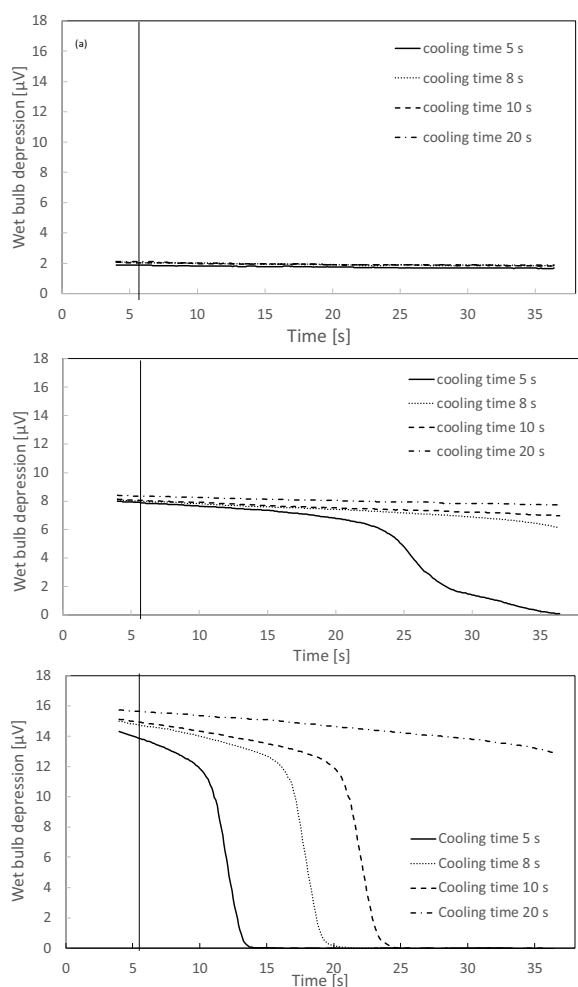 (a)
cooling time 5 s
cooling time 8 s
cooling time 10 s
cooling time 20 s
Wet bulb depression [µV]
18
16
14
12
10
8
6
4
2
0
0 5 10 15 20 25 30 35
Time [s]
cooling time 5 s
cooling time 8 s
cooling time 10 s
cooling time 20 s
Wet bulb depression [µV]
18
16
14
12
10
8
6
4
2
0
0 5 10 15 20 25 30 35
Time [s]
Wet bulb depression [µV]
18
16
14
12
10
8
6
4
2
0
Cooling time 5 s
Cooling time 8 s
Cooling time 10 s
Cooling time 20 s
0 5 10 15 20 25 30 35
Time [s]